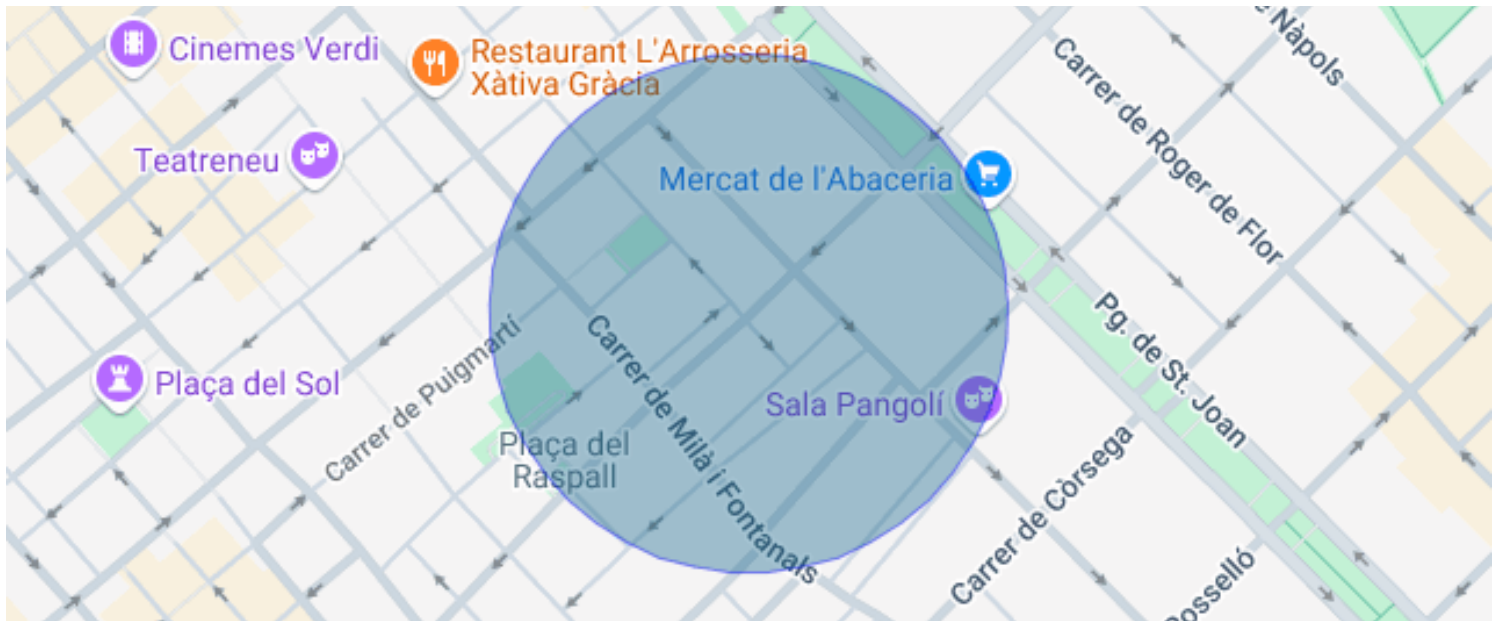 Cinemes Verdi
Restaurant L'Arrosseria
Xàtiva Gràcia
de Nàpols
Carrer de Roger de Flor
Teatreneu
Mercat de l'Abaceria
Pg. de St. Joan
Carrer de Puigmartí
Carrer de Milà i Fontanals
Plaça del Sol
Sala Pangolí
Plaça del
Raspall
Carrer de Còrsega